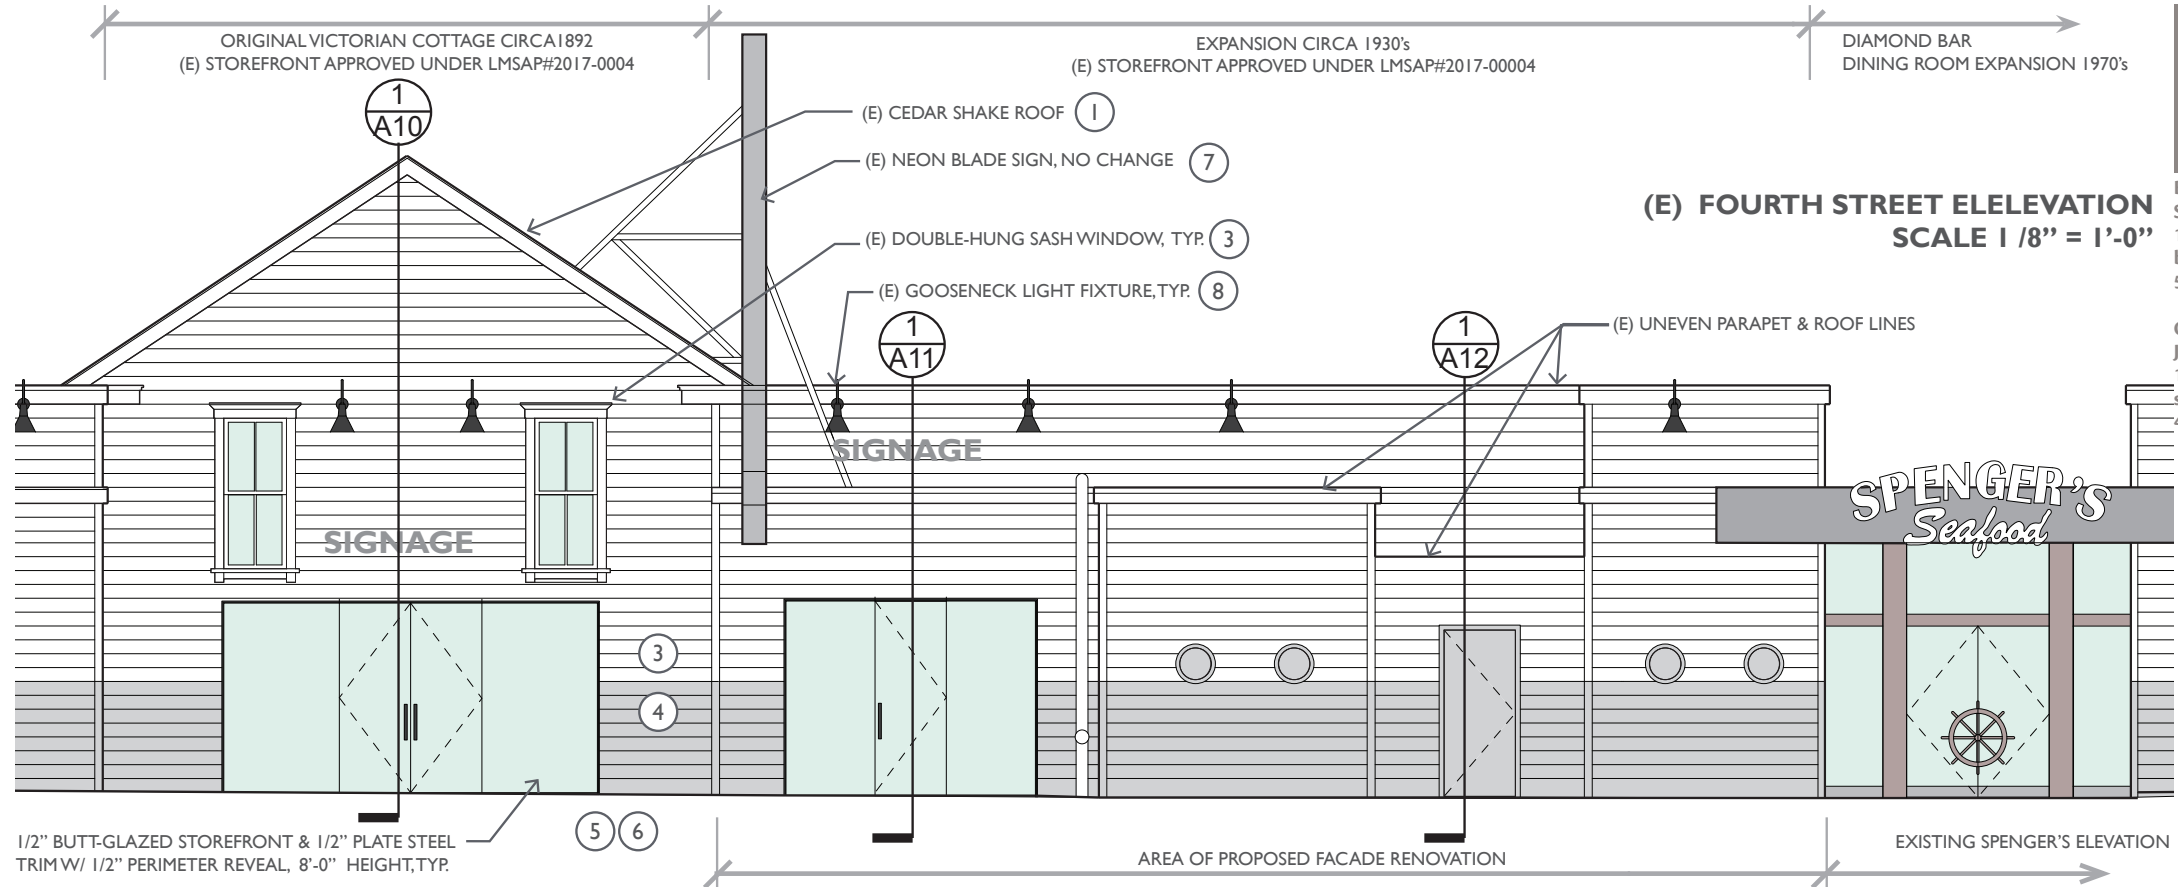 ORIGINAL VICTORIAN COTTAGE CIRCA1892
(E) STOREFRONT APPROVED UNDER LMSAP#2017-0004
EXPANSION CIRCA 1930's
(E) STOREFRONT APPROVED UNDER LMSAP#2017-00004
DIAMOND BAR
DINING ROOM EXPANSION 1970's
1
A10
(E) CEDAR SHAKE ROOF 1
(E) NEON BLADE SIGN, NO CHANGE 7
(E) FOURTH STREET ELELEVATION
SCALE 1 /8” = 1’-0”
(E) DOUBLE-HUNG SASH WINDOW, TYP. 3
(E) GOOSENECK LIGHT FIXTURE, TYP. 8
1
A11
1
A12
(E) UNEVEN PARAPET & ROOF LINES
SIGNAGE
SIGNAGE
SPENGER'S
Seafood
3
4
5 6
1/2” BUTT-GLAZED STOREFRONT & 1/2” PLATE STEEL
TRIM W/ 1/2” PERIMETER REVEAL, 8'-0” HEIGHT, TYP.
AREA OF PROPOSED FACADE RENOVATION
EXISTING SPENGER'S ELEVATION